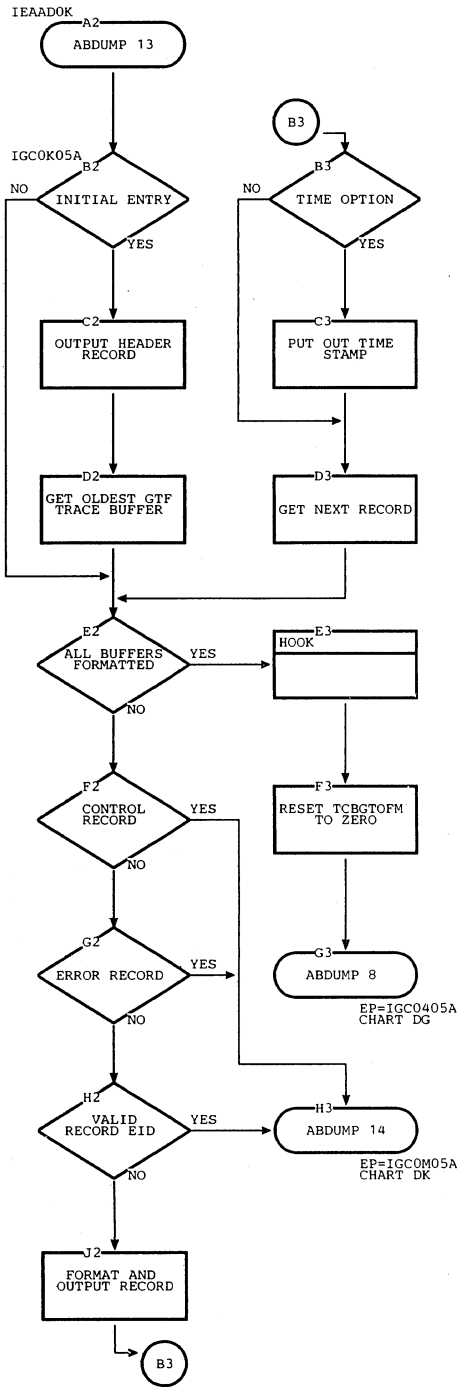 IEAAD0K
A2
ABDUMP 13
B3
IGC0K05A
B2
INITIAL ENTRY
NO
YES
B3
TIME OPTION
NO
YES
C2
OUTPUT HEADER
RECORD
C3
PUT OUT TIME
STAMP
D2
GET OLDEST GTF
TRACE BUFFER
D3
GET NEXT RECORD
E2
ALL BUFFERS
FORMATTED
YES
NO
E3
HOOK
F2
CONTROL
RECORD
YES
NO
F3
RESET TCBGTOFM
TO ZERO
G2
ERROR RECORD
YES
NO
G3
ABDUMP 8
EP=IGC0405A
CHART DG
H2
VALID
RECORD EID
YES
NO
H3
ABDUMP 14
EP=IGC0M05A
CHART DK
J2
FORMAT AND
OUTPUT RECORD
B3